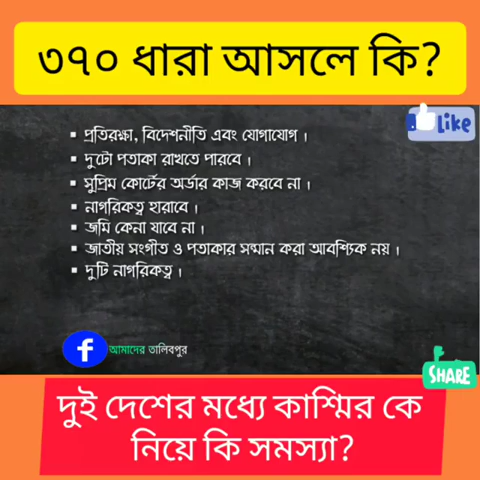 ৩৭০ ধারা আসলে কি?
Like
▪ প্রতিরক্ষা, বিদেশনীতি এবং যোগাযোগ ।
▪ দুটো পতাকা রাখতে পারবে ।
▪ সুপ্রিম কোর্টের অর্ডার কাজ করবে না ।
▪ নাগরিকত্ব হারাবে ।
▪ জমি কেনা যাবে না ।
▪ জাতীয় সংগীত ও পতাকার সম্মান করা আবশ্যিক নয় ।
▪ দুটি নাগরিকত্ব ।
f আমাদের তালিবপুর
SHARE
দুই দেশের মধ্যে কাশ্মির কে
নিয়ে কি সমস্যা?